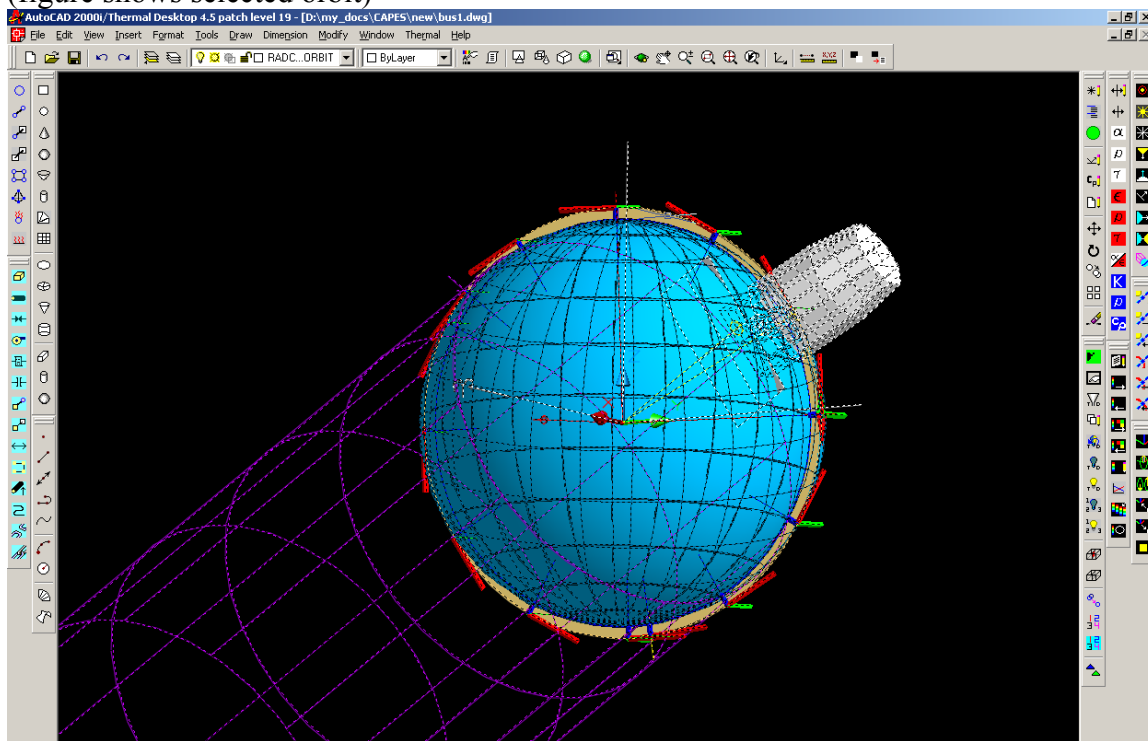 (figure shows selected orbit)
AutoCAD 2000i/Thermal Desktop 4.5 patch level 19 - [D:\my_docs\CAPES\new\bus1.dwg]
File Edit View Insert Format Tools Draw Dimension Modify Window Thermal Help
RADC...ORBIT ByLayer